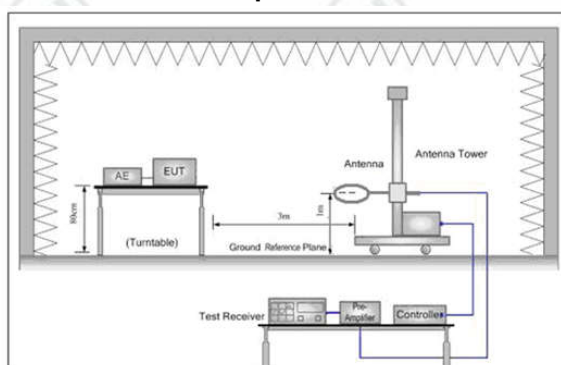 AE
EUT
Antenna
Antenna Tower
80cm
(Turntable)
3m
1m
Ground Reference Plane
Test Receiver
Pre-
Amplifier
Controller